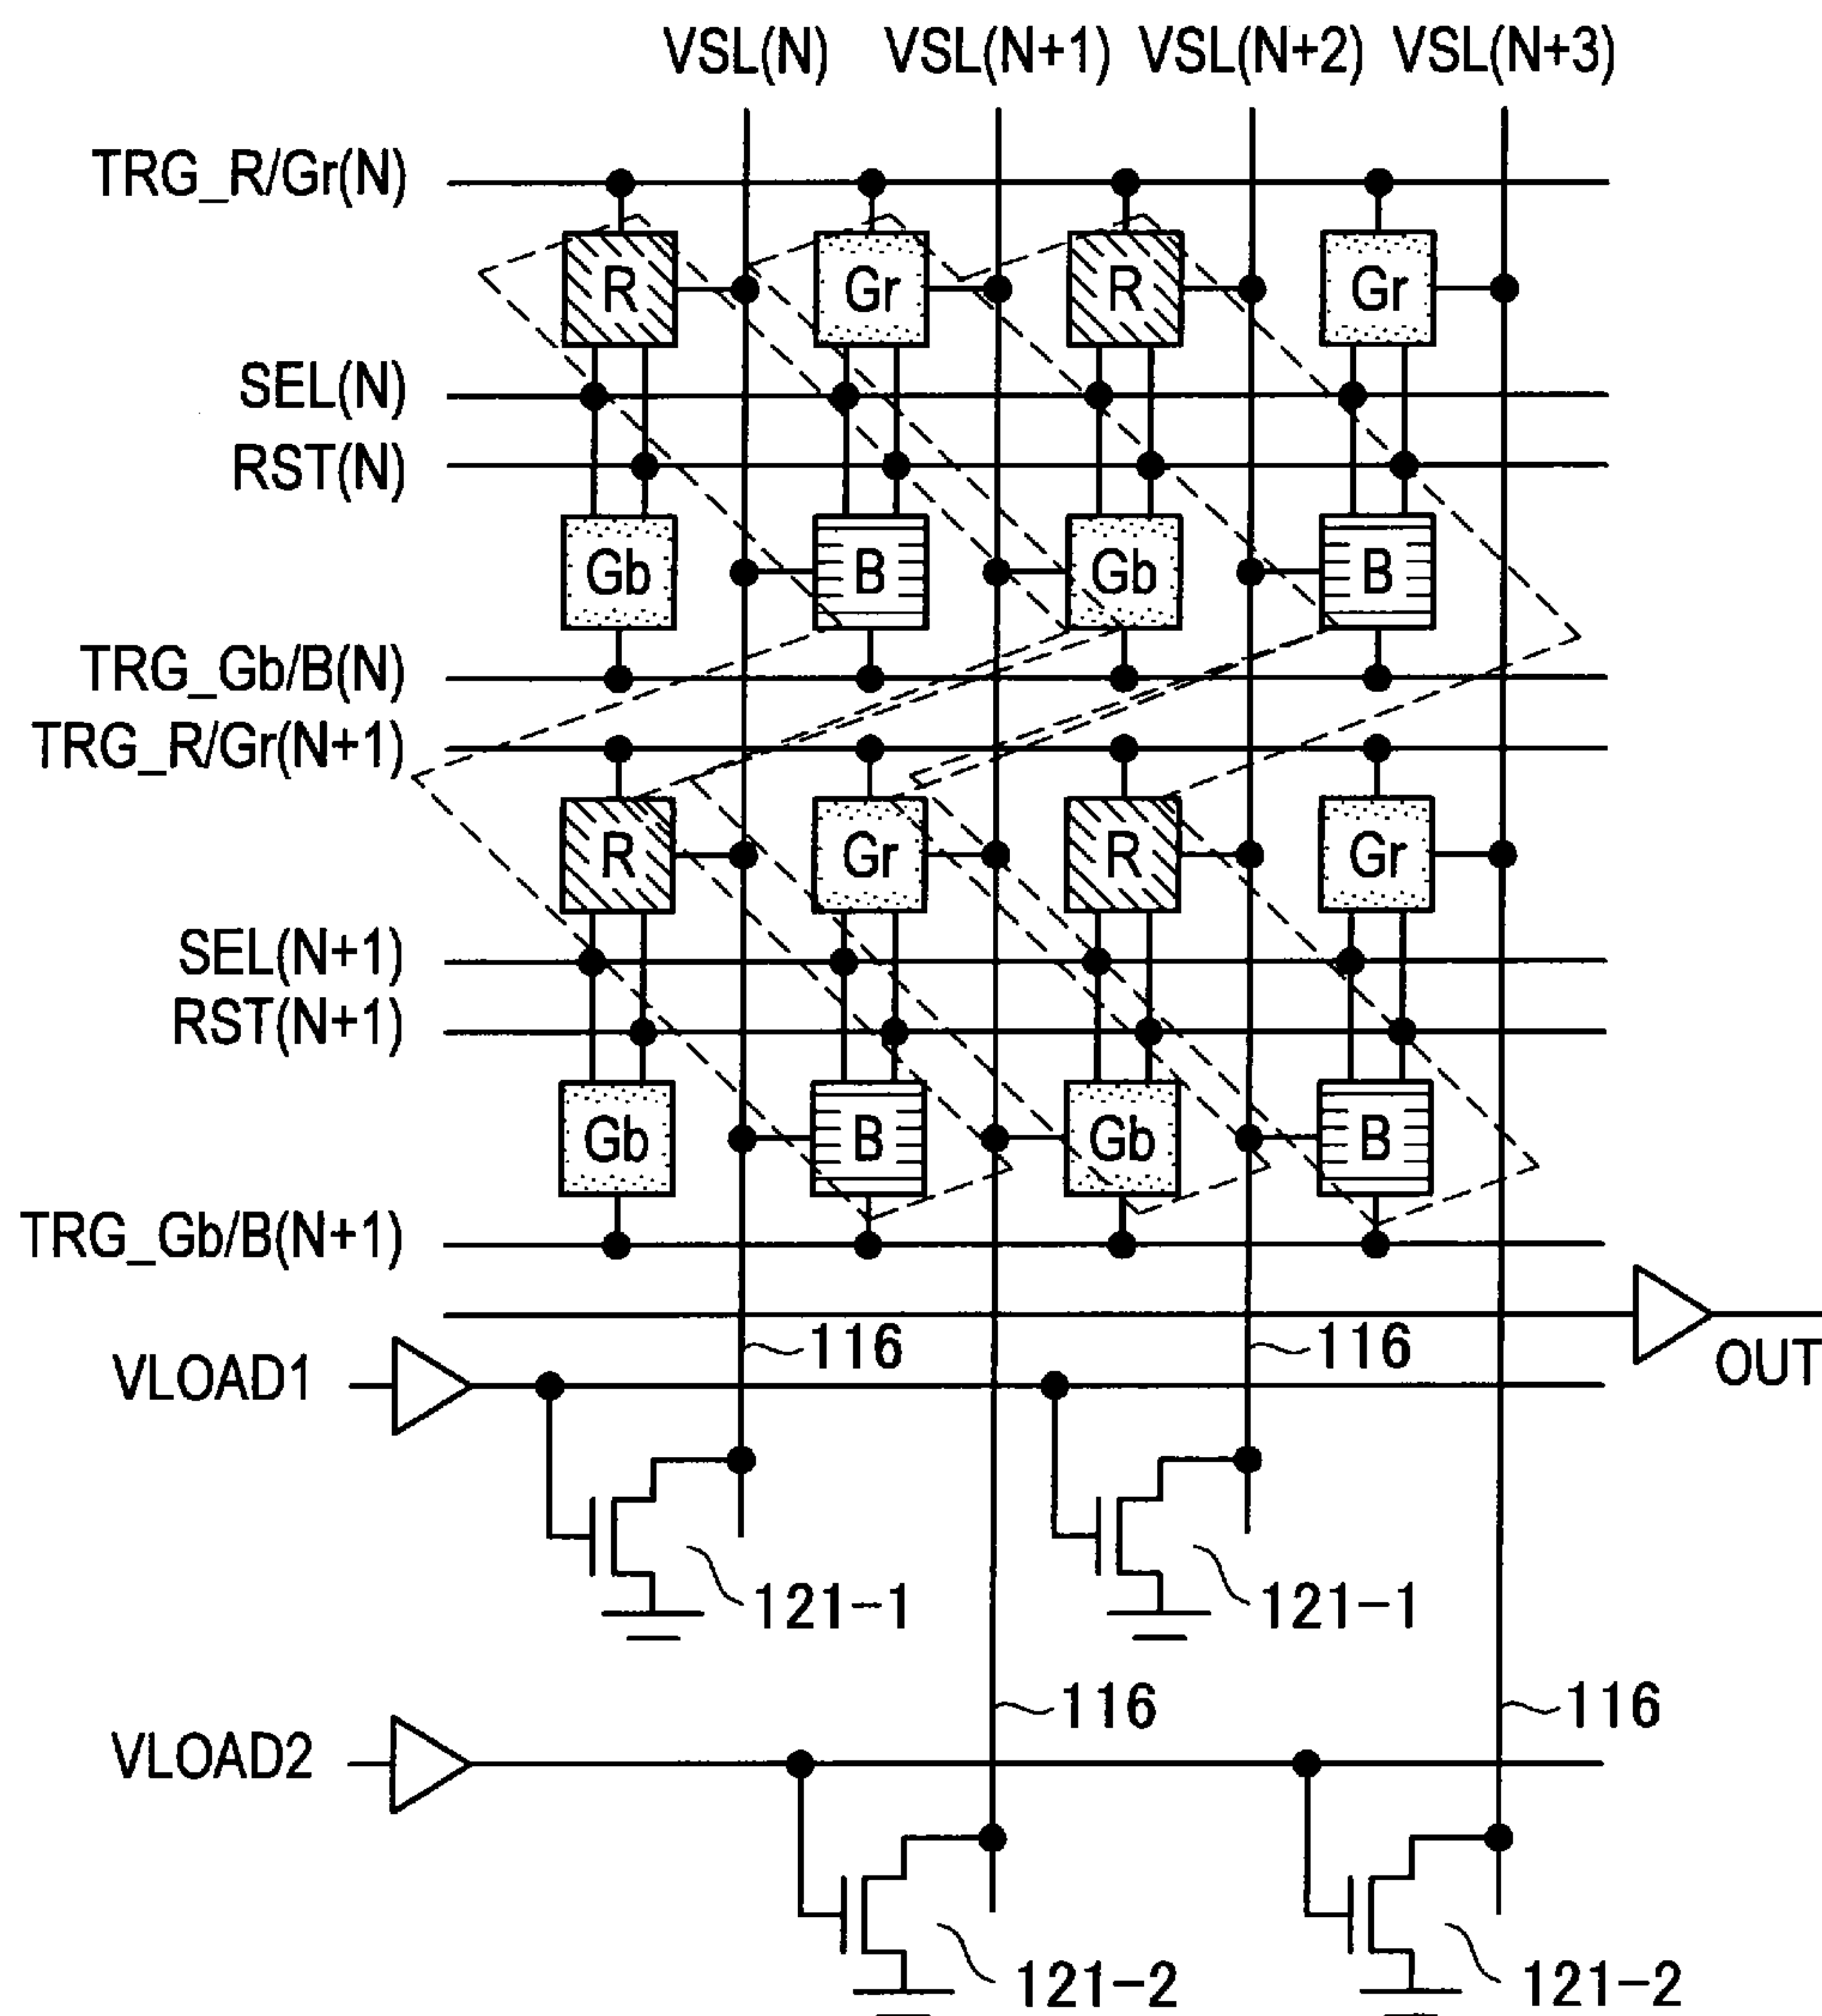 VSL(N) VSL(N+1) VSL(N+2) VSL(N+3)
TRG_R/Gr(N)
R Gr R Gr
SEL(N)
RST(N)
Gb B Gb B
TRG_Gb/B(N)
TRG_R/Gr(N+1)
R Gr R Gr
SEL(N+1)
RST(N+1)
Gb B Gb B
TRG_Gb/B(N+1)
116 116
OUT
VLOAD1
121-1 121-1
116 116
VLOAD2
121-2 121-2